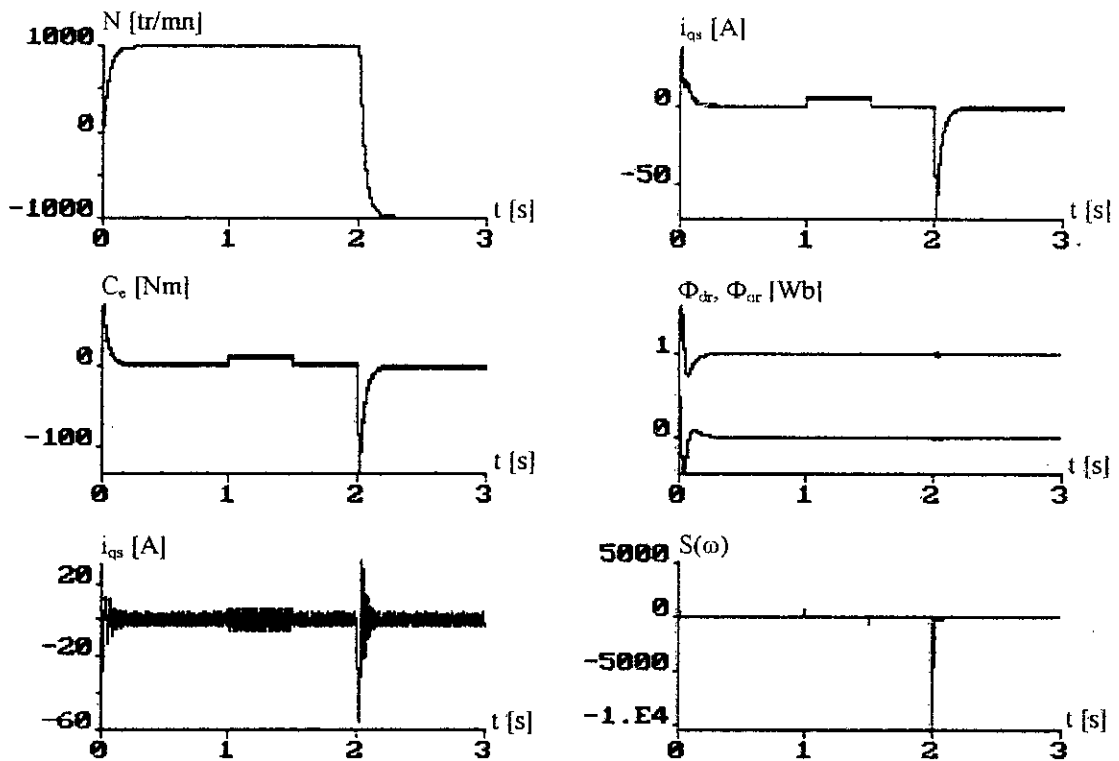 N [tr/mn]
1000
0
-1000
0 1 2 3
t [s]
i_qs [A]
0
-50
0 1 2 3
t [s]
C_e [Nm]
0
-100
0 1 2 3
t [s]
Φ_dr, Φ_qr [Wb]
1
0
0 1 2 3
t [s]
i_qs [A]
20
-20
-60
0 1 2 3
t [s]
S(ω)
5000
0
-5000
-1.E4
0 1 2 3
t [s]